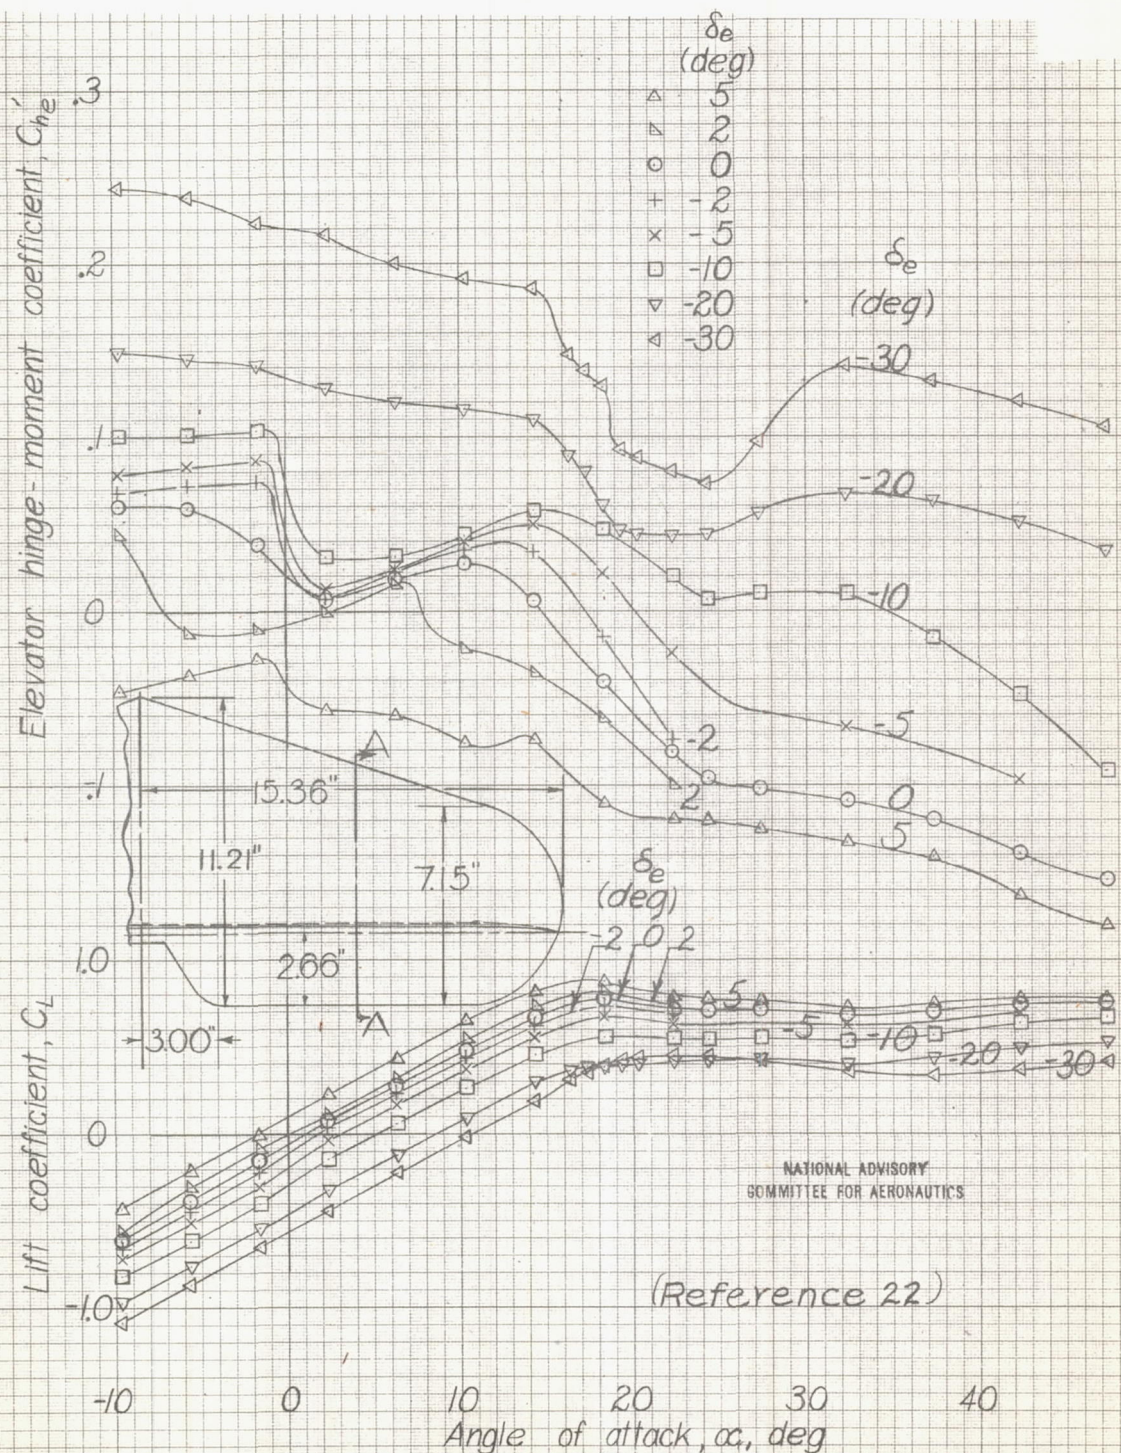 δe
(deg)
△ 5
2
○ 0
+ -2
× -5
□ -10
▽ -20
-30
Elevator hinge-moment coefficient, Che'
.3
.2
.1
0
-.1
δe
(deg)
-30
-20
-10
-5
-2
2
0
5
A
15.36"
11.21"
7.15"
2.66"
3.00"
A
δe
(deg)
-2 0 2
5
-5
-10
-20
-30
Lift coefficient, CL
1.0
0
-1.0
NATIONAL ADVISORY
COMMITTEE FOR AERONAUTICS
(Reference 22)
-10 0 10 20 30 40
Angle of attack, α, deg